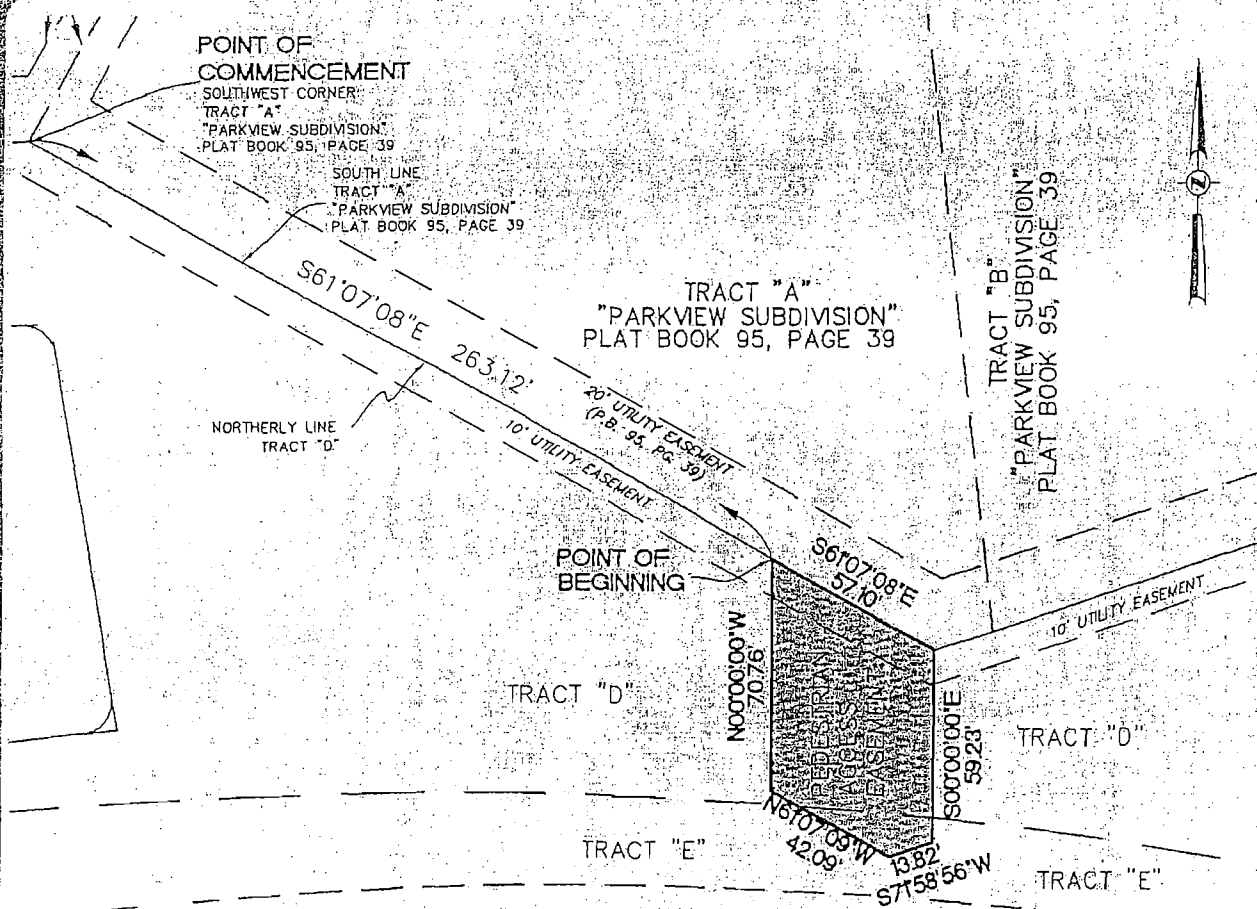 POINT OF
COMMENCEMENT
SOUTHWEST CORNER
TRACT "A"
"PARKVIEW SUBDIVISION"
PLAT BOOK 95, PAGE 39
SOUTH LINE
TRACT "A"
"PARKVIEW SUBDIVISION"
PLAT BOOK 95, PAGE 39
S61°07'08"E 263.12'
TRACT "A"
"PARKVIEW SUBDIVISION"
PLAT BOOK 95, PAGE 39
TRACT "B"
"PARKVIEW SUBDIVISION"
PLAT BOOK 95, PAGE 39
Z
NORTHERLY LINE
TRACT "D"
20' UTILITY EASEMENT
(P.B. 95, PG. 39)
10' UTILITY EASEMENT
POINT OF
BEGINNING
S61°07'08"E
57.10'
10' UTILITY EASEMENT
TRACT "D"
N00°00'00"W
70.76'
PEDESTRIAN
ACCESS
EASEMENT
S00°00'00"E
59.23'
TRACT "D"
N61°07'09"W
42.09'
13.82'
S71°58'56"W
TRACT "E"
TRACT "E"